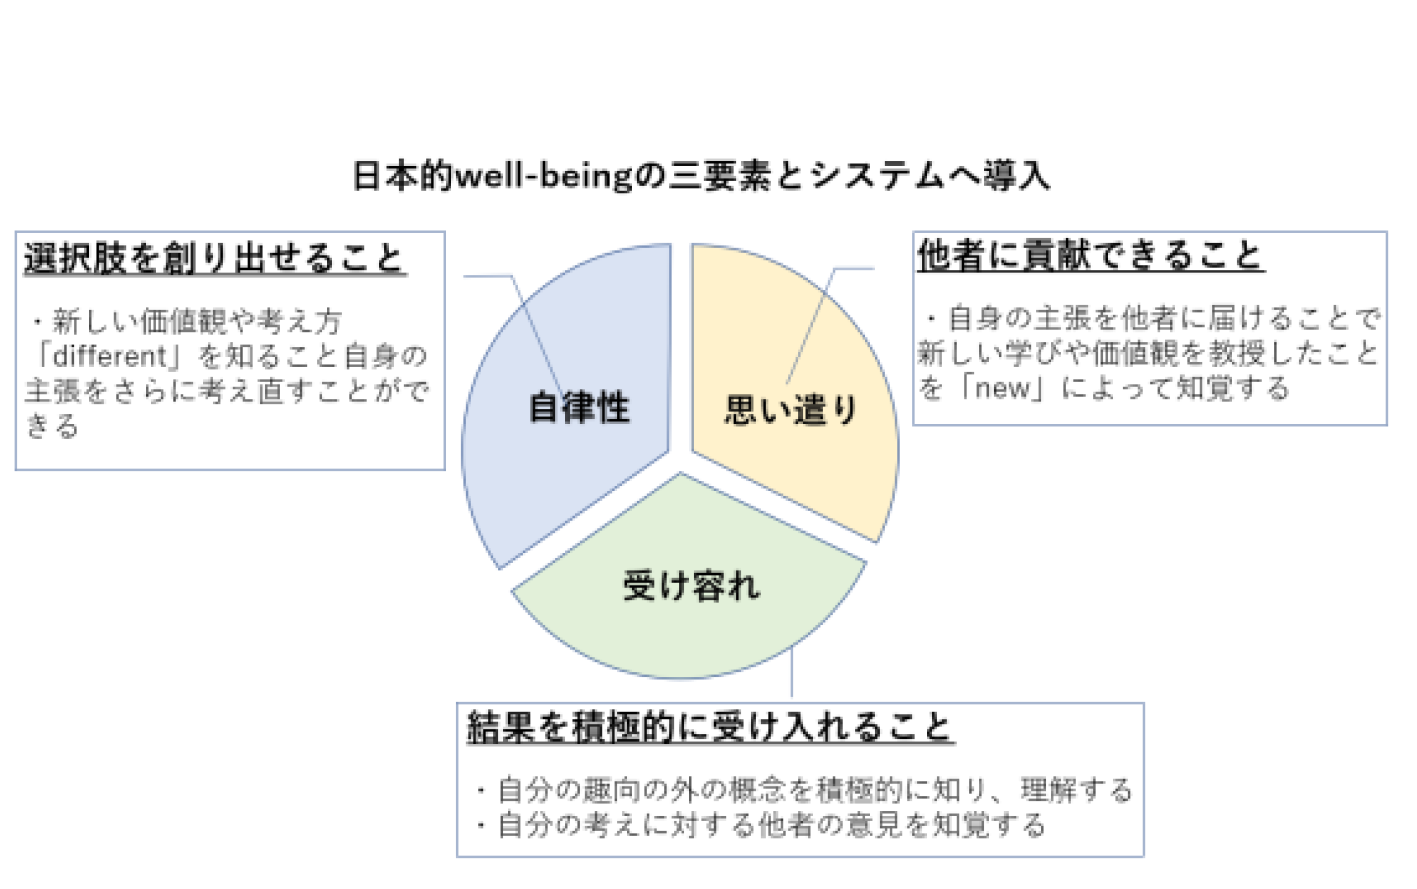 日本的well-beingの三要素とシステムへ導入
選択肢を創り出せること
・新しい価値観や考え方
「different」を知ること自身の
主張をさらに考え直すことがで
きる
他者に貢献できること
・自身の主張を他者に届けることで
新しい学びや価値観を教授したこと
を「new」によって知覚する
自律性
思い遣り
受け容れ
結果を積極的に受け入れること
・自分の趣向の外の概念を積極的に知り、理解する
・自分の考えに対する他者の意見を知覚する